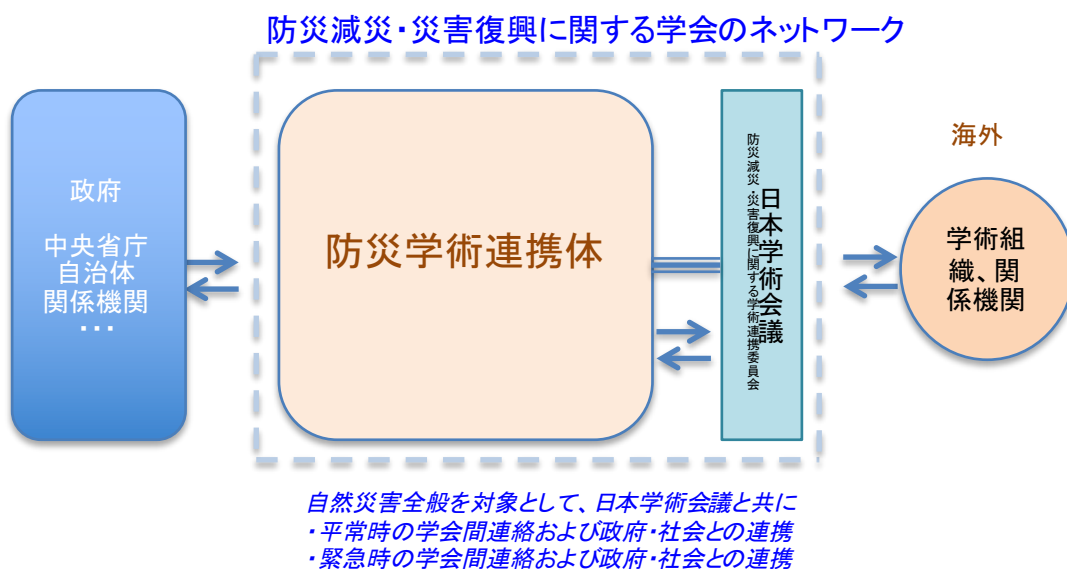 防災減災・災害復興に関する学会のネットワーク
政府
中央省庁
自治体
関係機関
・・・
防災学術連携体
日本学術会議
防災減災・災害復興に関する学術連携委員会
海外
学術組
織、関
係機関
自然災害全般を対象として、日本学術会議と共に
・平常時の学会間連絡および政府・社会との連携
・緊急時の学会間連絡および政府・社会との連携